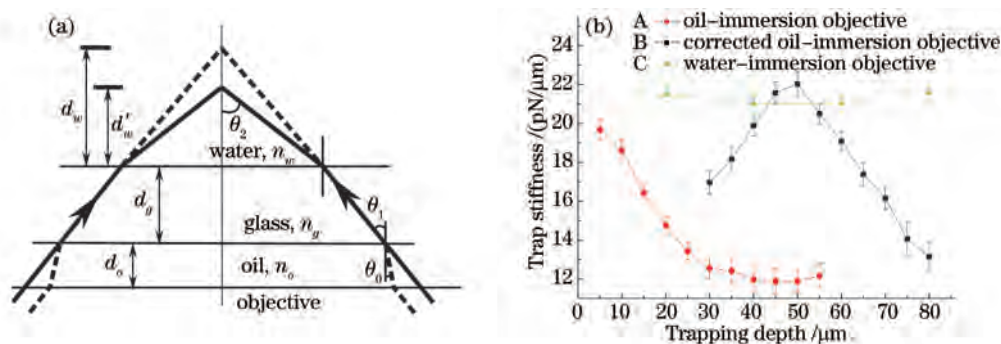 (a)
d_w
d'_w
θ_2
water, n_w
d_g
glass, n_g
θ_1
d_o
oil, n_o
θ_0
objective
(b)
A oil-immersion objective
B corrected oil-immersion objective
C water-immersion objective
Trap stiffness /(pN/μm)
24
22
20
18
16
14
12
0 10 20 30 40 50 60 70 80
Trapping depth /μm